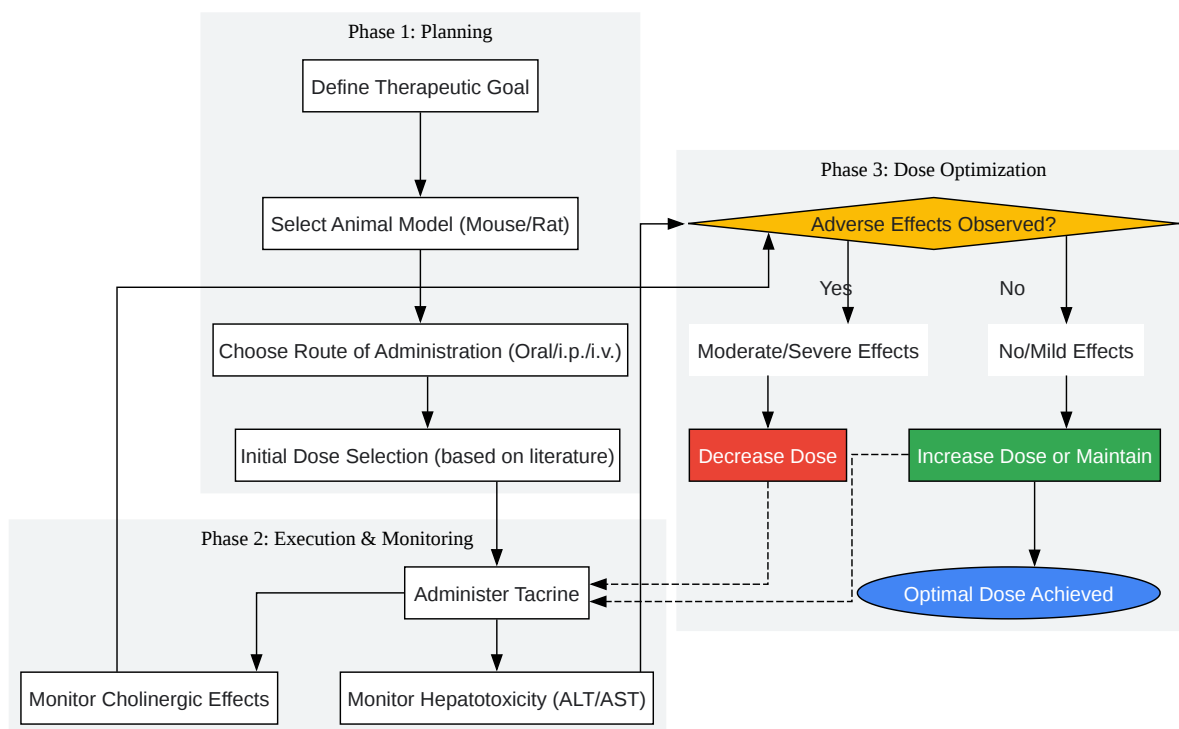 Phase 1: Planning
Define Therapeutic Goal
Select Animal Model (Mouse/Rat)
Choose Route of Administration (Oral/i.p./i.v.)
Initial Dose Selection (based on literature)
Phase 2: Execution & Monitoring
Administer Tacrine
Monitor Cholinergic Effects
Monitor Hepatotoxicity (ALT/AST)
Phase 3: Dose Optimization
Adverse Effects Observed?
Yes
No
Moderate/Severe Effects
No/Mild Effects
Decrease Dose
Increase Dose or Maintain
Optimal Dose Achieved